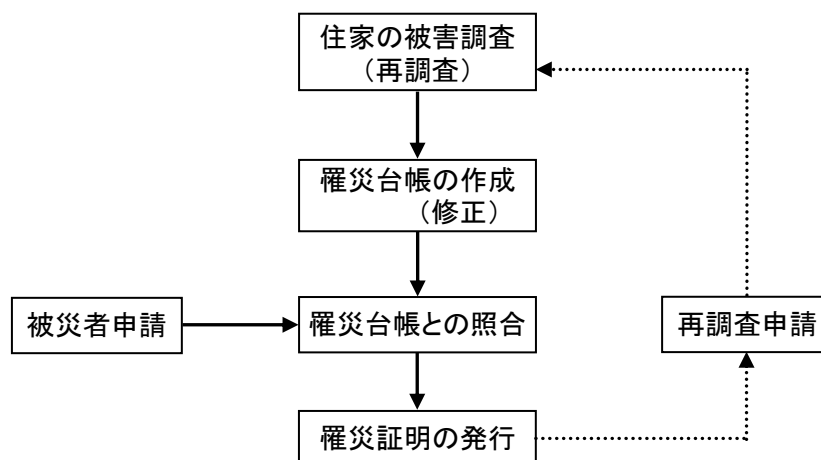 住家の被害調査
（再調査）
罹災台帳の作成
（修正）
被災者申請
罹災台帳との照合
再調査申請
罹災証明の発行